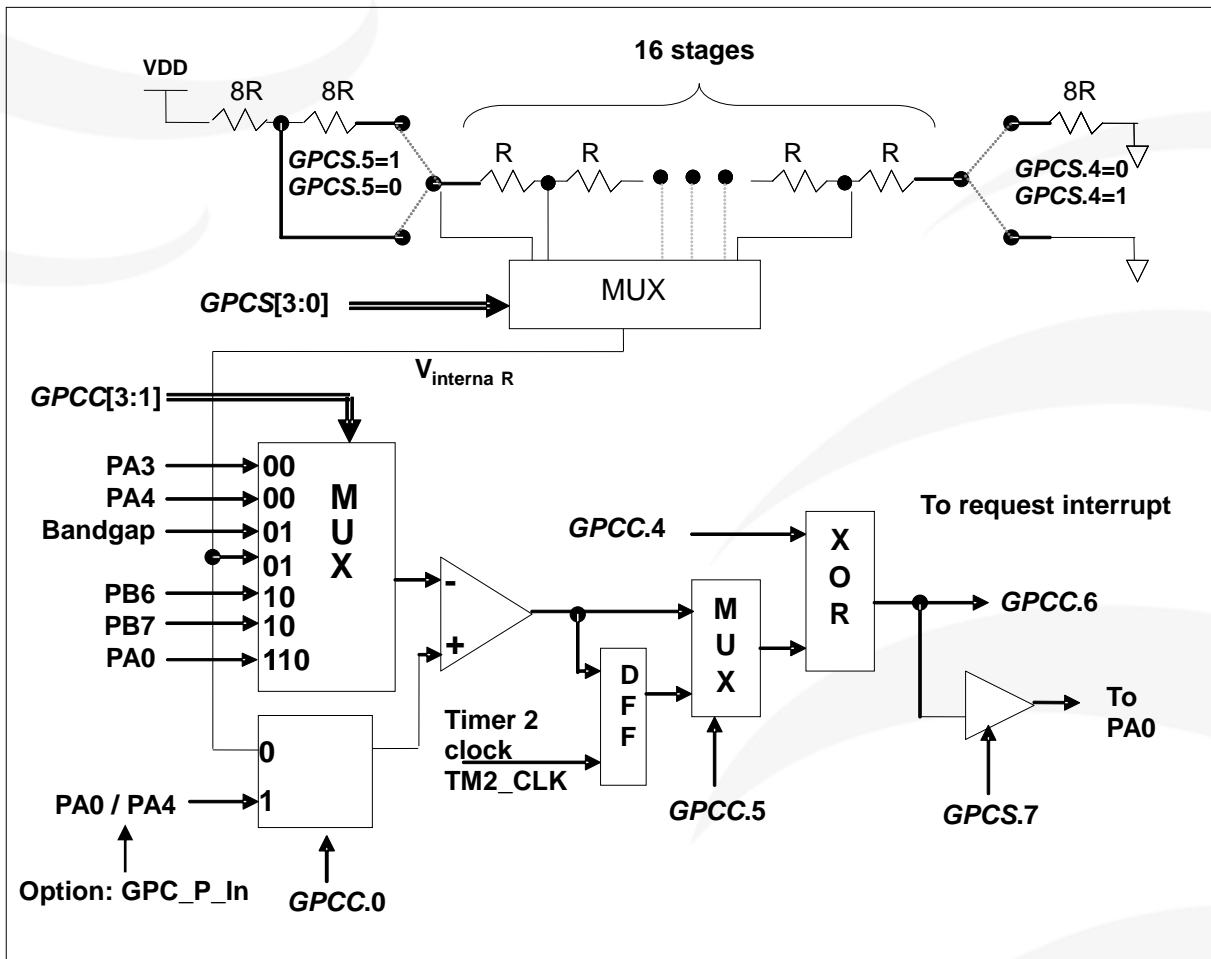 16 stages
VDD
8R
8R
8R
GPCS.5=1
GPCS.5=0
R
R
R
R
GPCS.4=0
GPCS.4=1
MUX
GPCS[3:0]
Vinterna R
GPCC[3:1]
PA3
00
PA4
00
Bandgap
01
01
PB6
10
PB7
10
PA0
110
M
U
X
To request interrupt
GPCC.4
X
O
R
-
+
M
U
X
GPCC.6
D
F
F
Timer 2
clock
TM2_CLK
To
PA0
0
1
PA0 / PA4
GPCC.5
GPCS.7
Option: GPC_P_In
GPCC.0